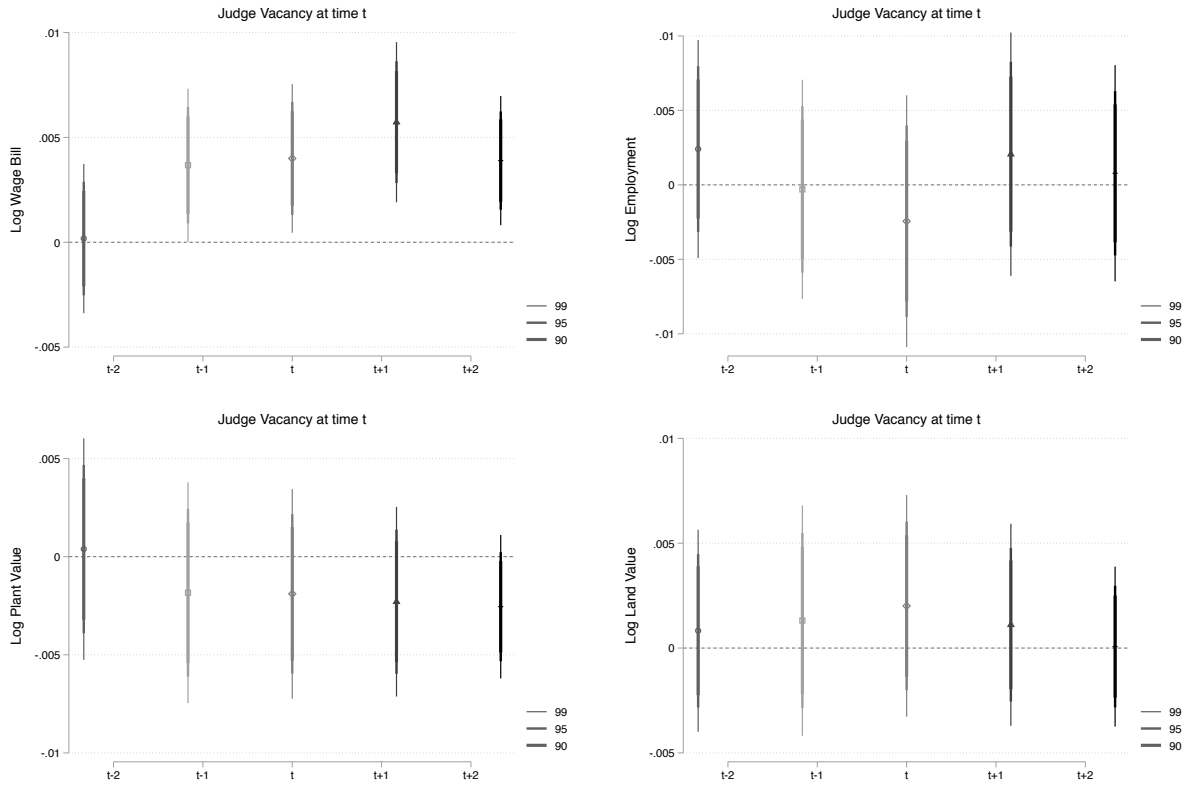 Judge Vacancy at time t
.01
.005
0
-.005
Log Wage Bill
t-2 t-1 t t+1 t+2
99
95
90
Judge Vacancy at time t
.01
.005
0
-.005
-.01
Log Employment
t-2 t-1 t t+1 t+2
99
95
90
Judge Vacancy at time t
.005
0
-.005
-.01
Log Plant Value
t-2 t-1 t t+1 t+2
99
95
90
Judge Vacancy at time t
.01
.005
0
-.005
Log Land Value
t-2 t-1 t t+1 t+2
99
95
90